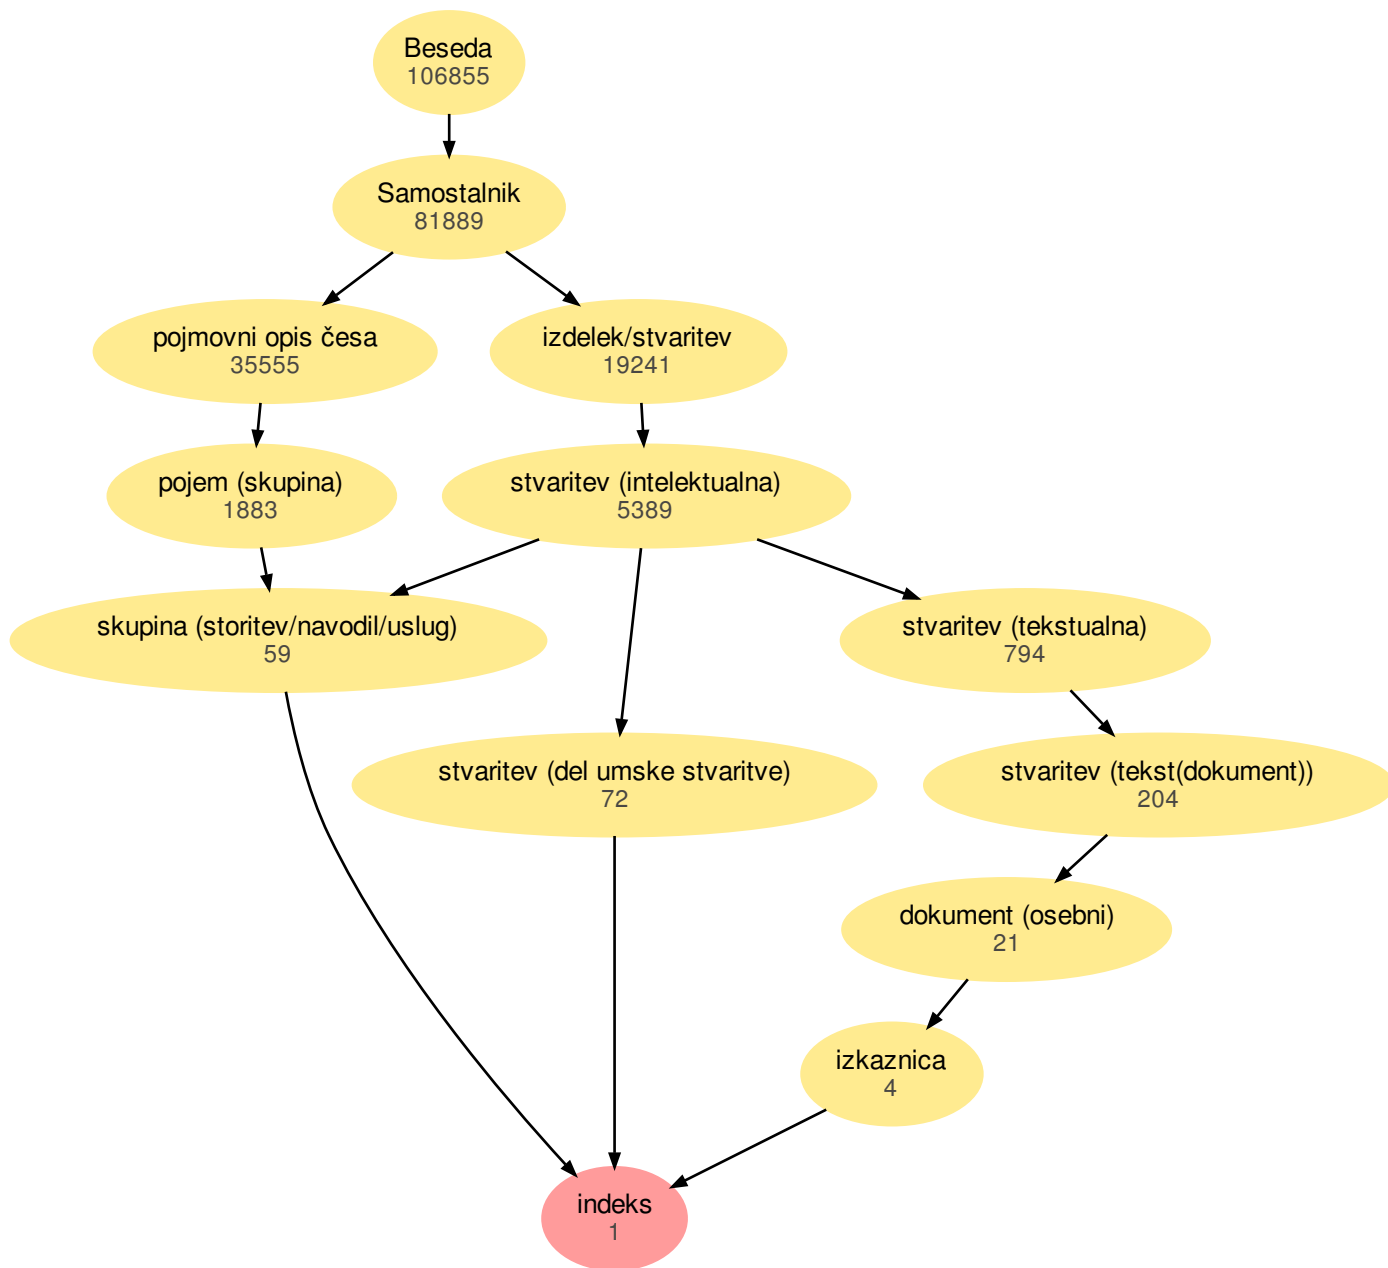 Beseda
106855
Samostalnik
81889
pojmovni opis česa
35555
izdelek/stvaritev
19241
pojem (skupina)
1883
stvaritev (intelektualna)
5389
skupina (storitev/navodil/uslug)
59
stvaritev (tekstualna)
794
stvaritev (del umske stvaritve)
72
stvaritev (tekst(dokument))
204
dokument (osebni)
21
izkaznica
4
indeks
1